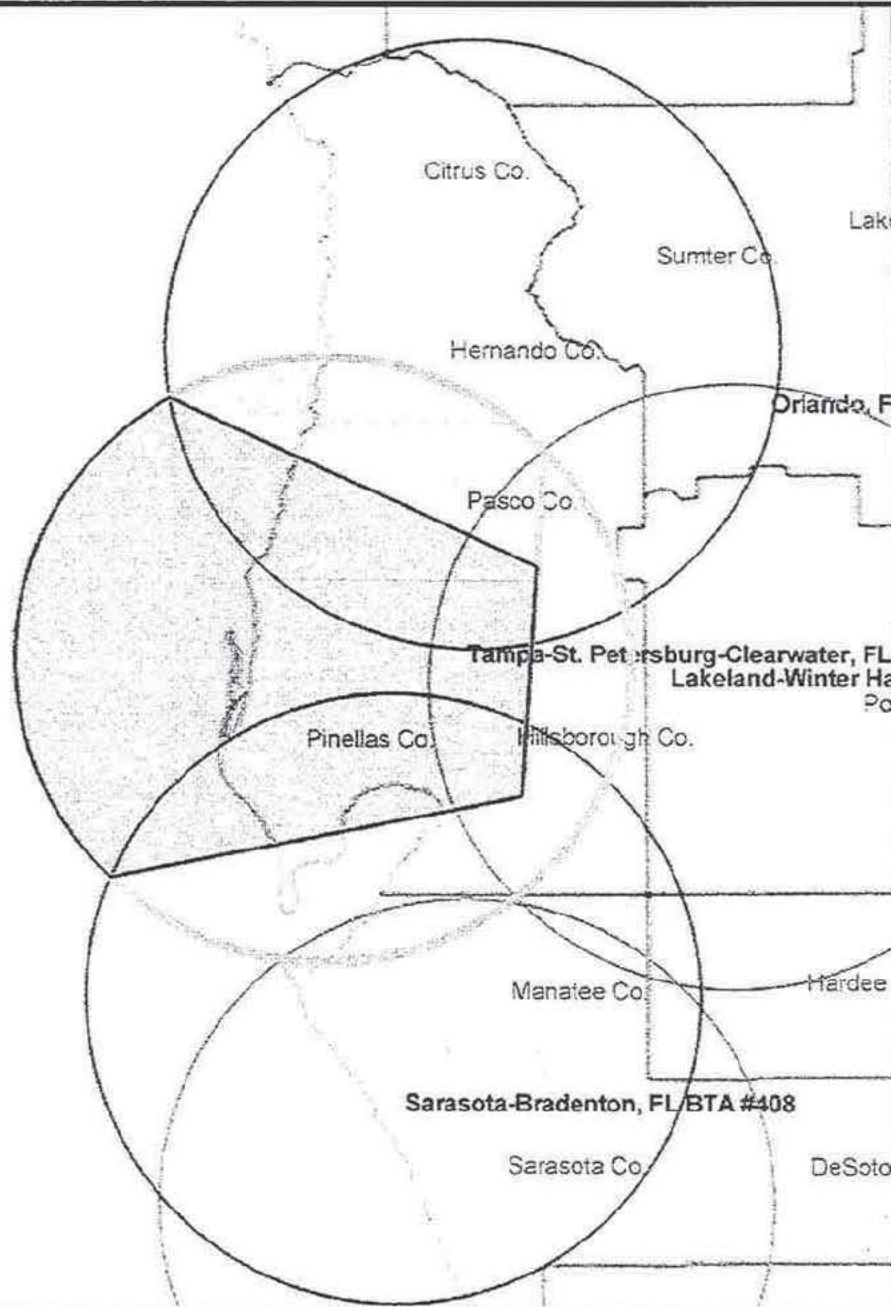 Citrus Co.
Lake
Sumter Co.
Hernando Co.
Orlando, F
Pasco Co.
Tampa-St. Petersburg-Clearwater, FL
Lakeland-Winter Ha
Po
Pinellas Co.
Hillsborough Co.
Manatee Co.
Hardee
Sarasota-Bradenton, FL BTA #408
Sarasota Co.
DeSoto